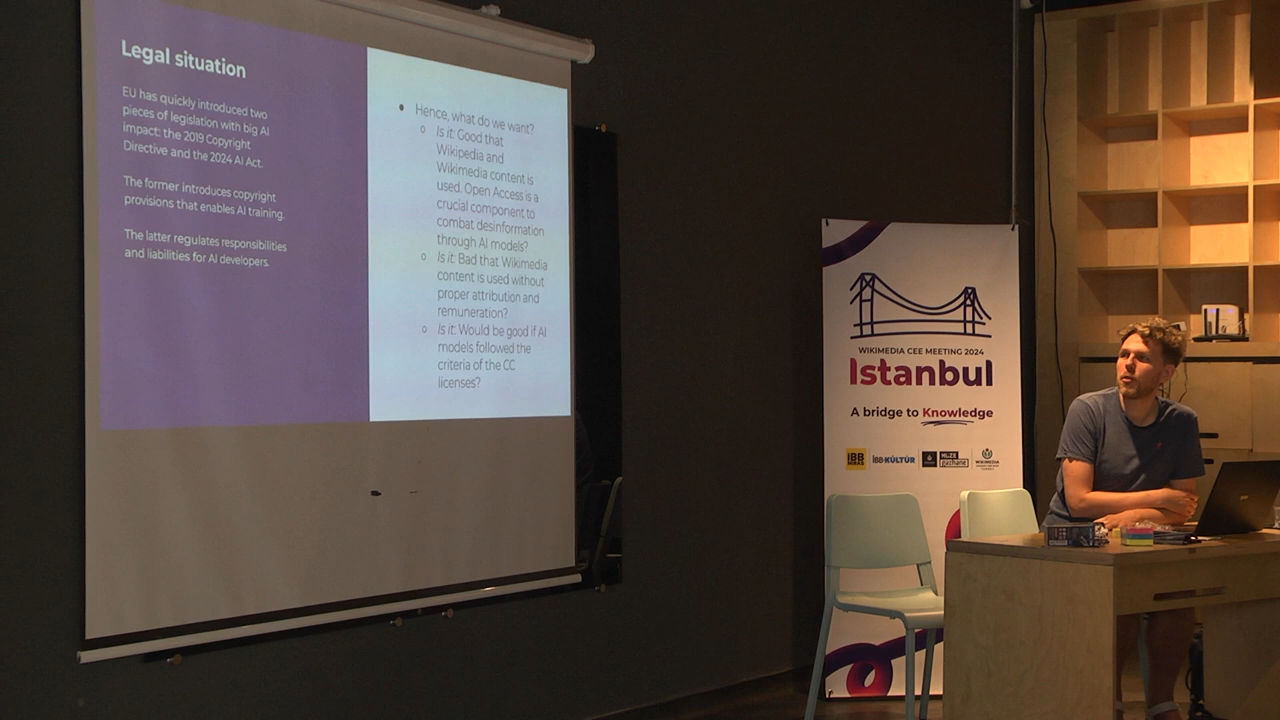 Legal situation
EU has quickly introduced two
pieces of legislation with big AI
impact: the 2019 Copyright
Directive and the 2024 AI Act.
The former introduces copyright
provisions that enables AI training.
The latter regulates responsibilities
and liabilities for AI developers.
Hence, what do we want?
Is it: Good that
Wikipedia and
Wikimedia content is
used. Open Access is a
crucial component to
combat desinformation
through AI models?
Is it: Bad that Wikimedia
content is used without
proper attribution and
remuneration?
Is it: Would be good if AI
models followed the
criteria of the CC
licenses?
WIKIMEDIA CEE MEETING 2024
Istanbul
A bridge to Knowledge
İBB MİRAS
İBB KÜLTÜR
MÜZE gazhane
WIKIMEDIA